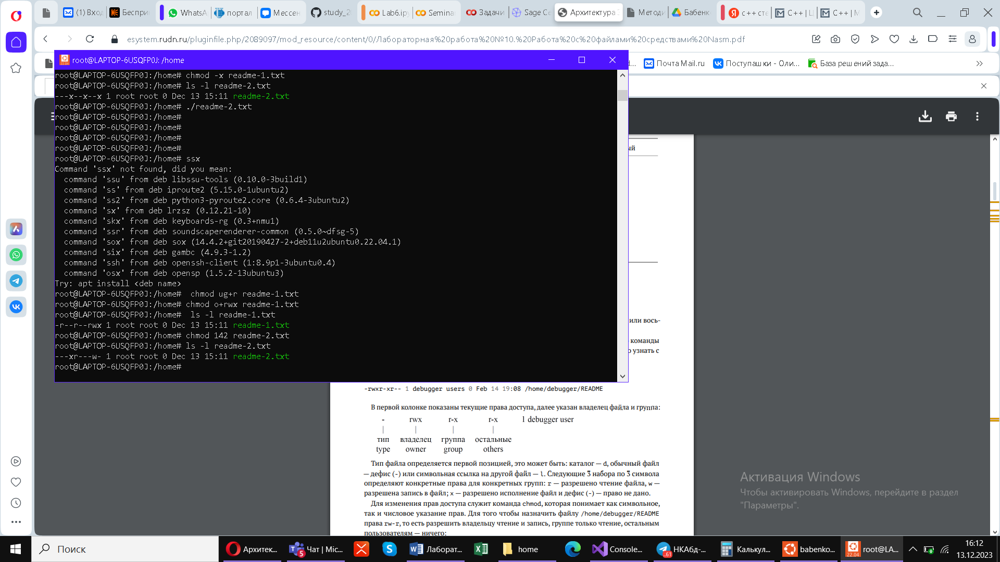 (1) Вход
Беспри
WhatsA
портал
Мессен
study_2
Lab6.ip
Semina
Задачи
Sage Ce
Архитектура
Методи
Бабенк
с++ сте
C++ | Ц
C++ | М
esystem.rudn.ru/pluginfile.php/2089097/mod_resource/content/0/Лабораторная%20работа%20№10.%20Работа%20с%20файлами%20средствами%20Nasm.pdf
d...
Почта Mail.ru
Поступашки - Оли...
База решений зада...
root@LAPTOP-6USQFP0J: /home
root@LAPTOP-6USQFP0J:/home# chmod -x readme-1.txt
root@LAPTOP-6USQFP0J:/home# ls -l readme-2.txt
---x--x--x 1 root root 0 Dec 13 15:11 readme-2.txt
root@LAPTOP-6USQFP0J:/home# ./readme-2.txt
root@LAPTOP-6USQFP0J:/home#
root@LAPTOP-6USQFP0J:/home#
root@LAPTOP-6USQFP0J:/home#
root@LAPTOP-6USQFP0J:/home#
root@LAPTOP-6USQFP0J:/home# ssx
Command 'ssx' not found, did you mean:
command 'ssu' from deb libssu-tools (0.10.0-3build1)
command 'ss' from deb iproute2 (5.15.0-1ubuntu2)
command 'ss2' from deb python3-pyroute2.core (0.6.4-3ubuntu2)
command 'sx' from deb lrzsz (0.12.21-10)
command 'skx' from deb keyboards-rg (0.3+nmu1)
command 'ssr' from deb soundscaperenderer-common (0.5.0~dfsg-5)
command 'sox' from deb sox (14.4.2+git20190427-2+deb11u2ubuntu0.22.04.1)
command 'six' from deb gambc (4.9.3-1.2)
command 'ssh' from deb openssh-client (1:8.9p1-3ubuntu0.4)
command 'osx' from deb opensp (1.5.2-13ubuntu3)
Try: apt install <deb name>
root@LAPTOP-6USQFP0J:/home#  chmod ug+r readme-1.txt
root@LAPTOP-6USQFP0J:/home# chmod o+rwx readme-1.txt
root@LAPTOP-6USQFP0J:/home#  ls -l readme-1.txt
-r--r--rwx 1 root root 0 Dec 13 15:11 readme-1.txt
root@LAPTOP-6USQFP0J:/home# chmod 142 readme-2.txt
root@LAPTOP-6USQFP0J:/home# ls -l readme-2.txt
---xr---w- 1 root root 0 Dec 13 15:11 readme-2.txt
root@LAPTOP-6USQFP0J:/home#
ый
или вось-
команды
о узнать с
-rwxr-xr-- 1 debugger users 0 Feb 14 19:08 /home/debugger/README
В первой колонке показаны текущие права доступа, далее указан владелец файла и группа:
- rwx r-x r-x 1 debugger user
| | | |
тип владелец группа остальные
type owner group others
Тип файла определяется первой позицией, это может быть: каталог — d, обычный файл
— дефис (-) или символьная ссылка на другой файл — l. Следующие 3 набора по 3 символа
определяют конкретные права для конкретных групп: r — разрешено чтение файла, w —
разрешена запись в файл; x — разрешено исполнение файл и дефис (-) — право не дано.
Для изменения прав доступа служит команда chmod, которая понимает как символьное,
так и числовое указание прав. Для того чтобы назначить файлу /home/debugger/README
права rw-r, то есть разрешить владельцу чтение и запись, группе только чтение, остальным
пользователям — ничего:
Активация Windows
Чтобы активировать Windows, перейдите в раздел
"Параметры".
Поиск
Архитек...
5
Чат | Mic...
Лаборат...
home
Console...
..61
НКАбд-...
Калькул...
babenko...
22.04
root@LA...
16:12
13.12.2023